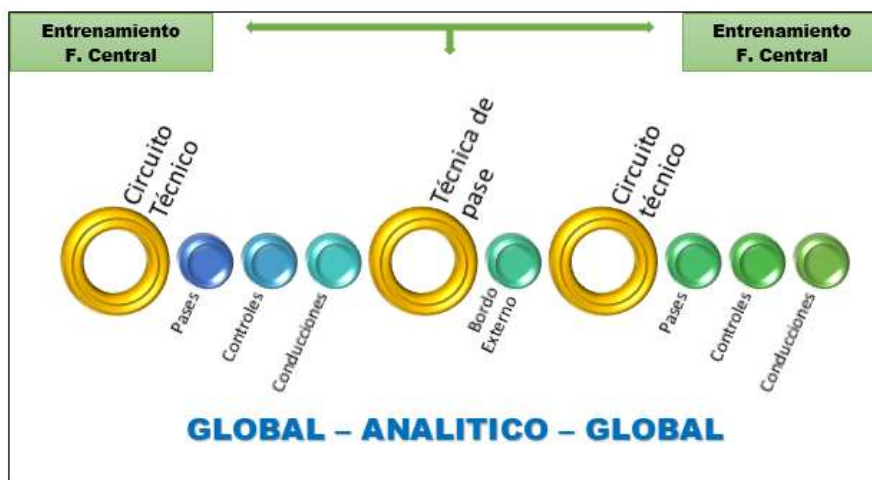 Entrenamiento
F. Central
Entrenamiento
F. Central
Circuito
Técnico
Pases
Controles
Conducciones
Técnica de
pase
Bordo
Externo
Circuito
técnico
Pases
Controles
Conducciones
GLOBAL – ANALITICO – GLOBAL